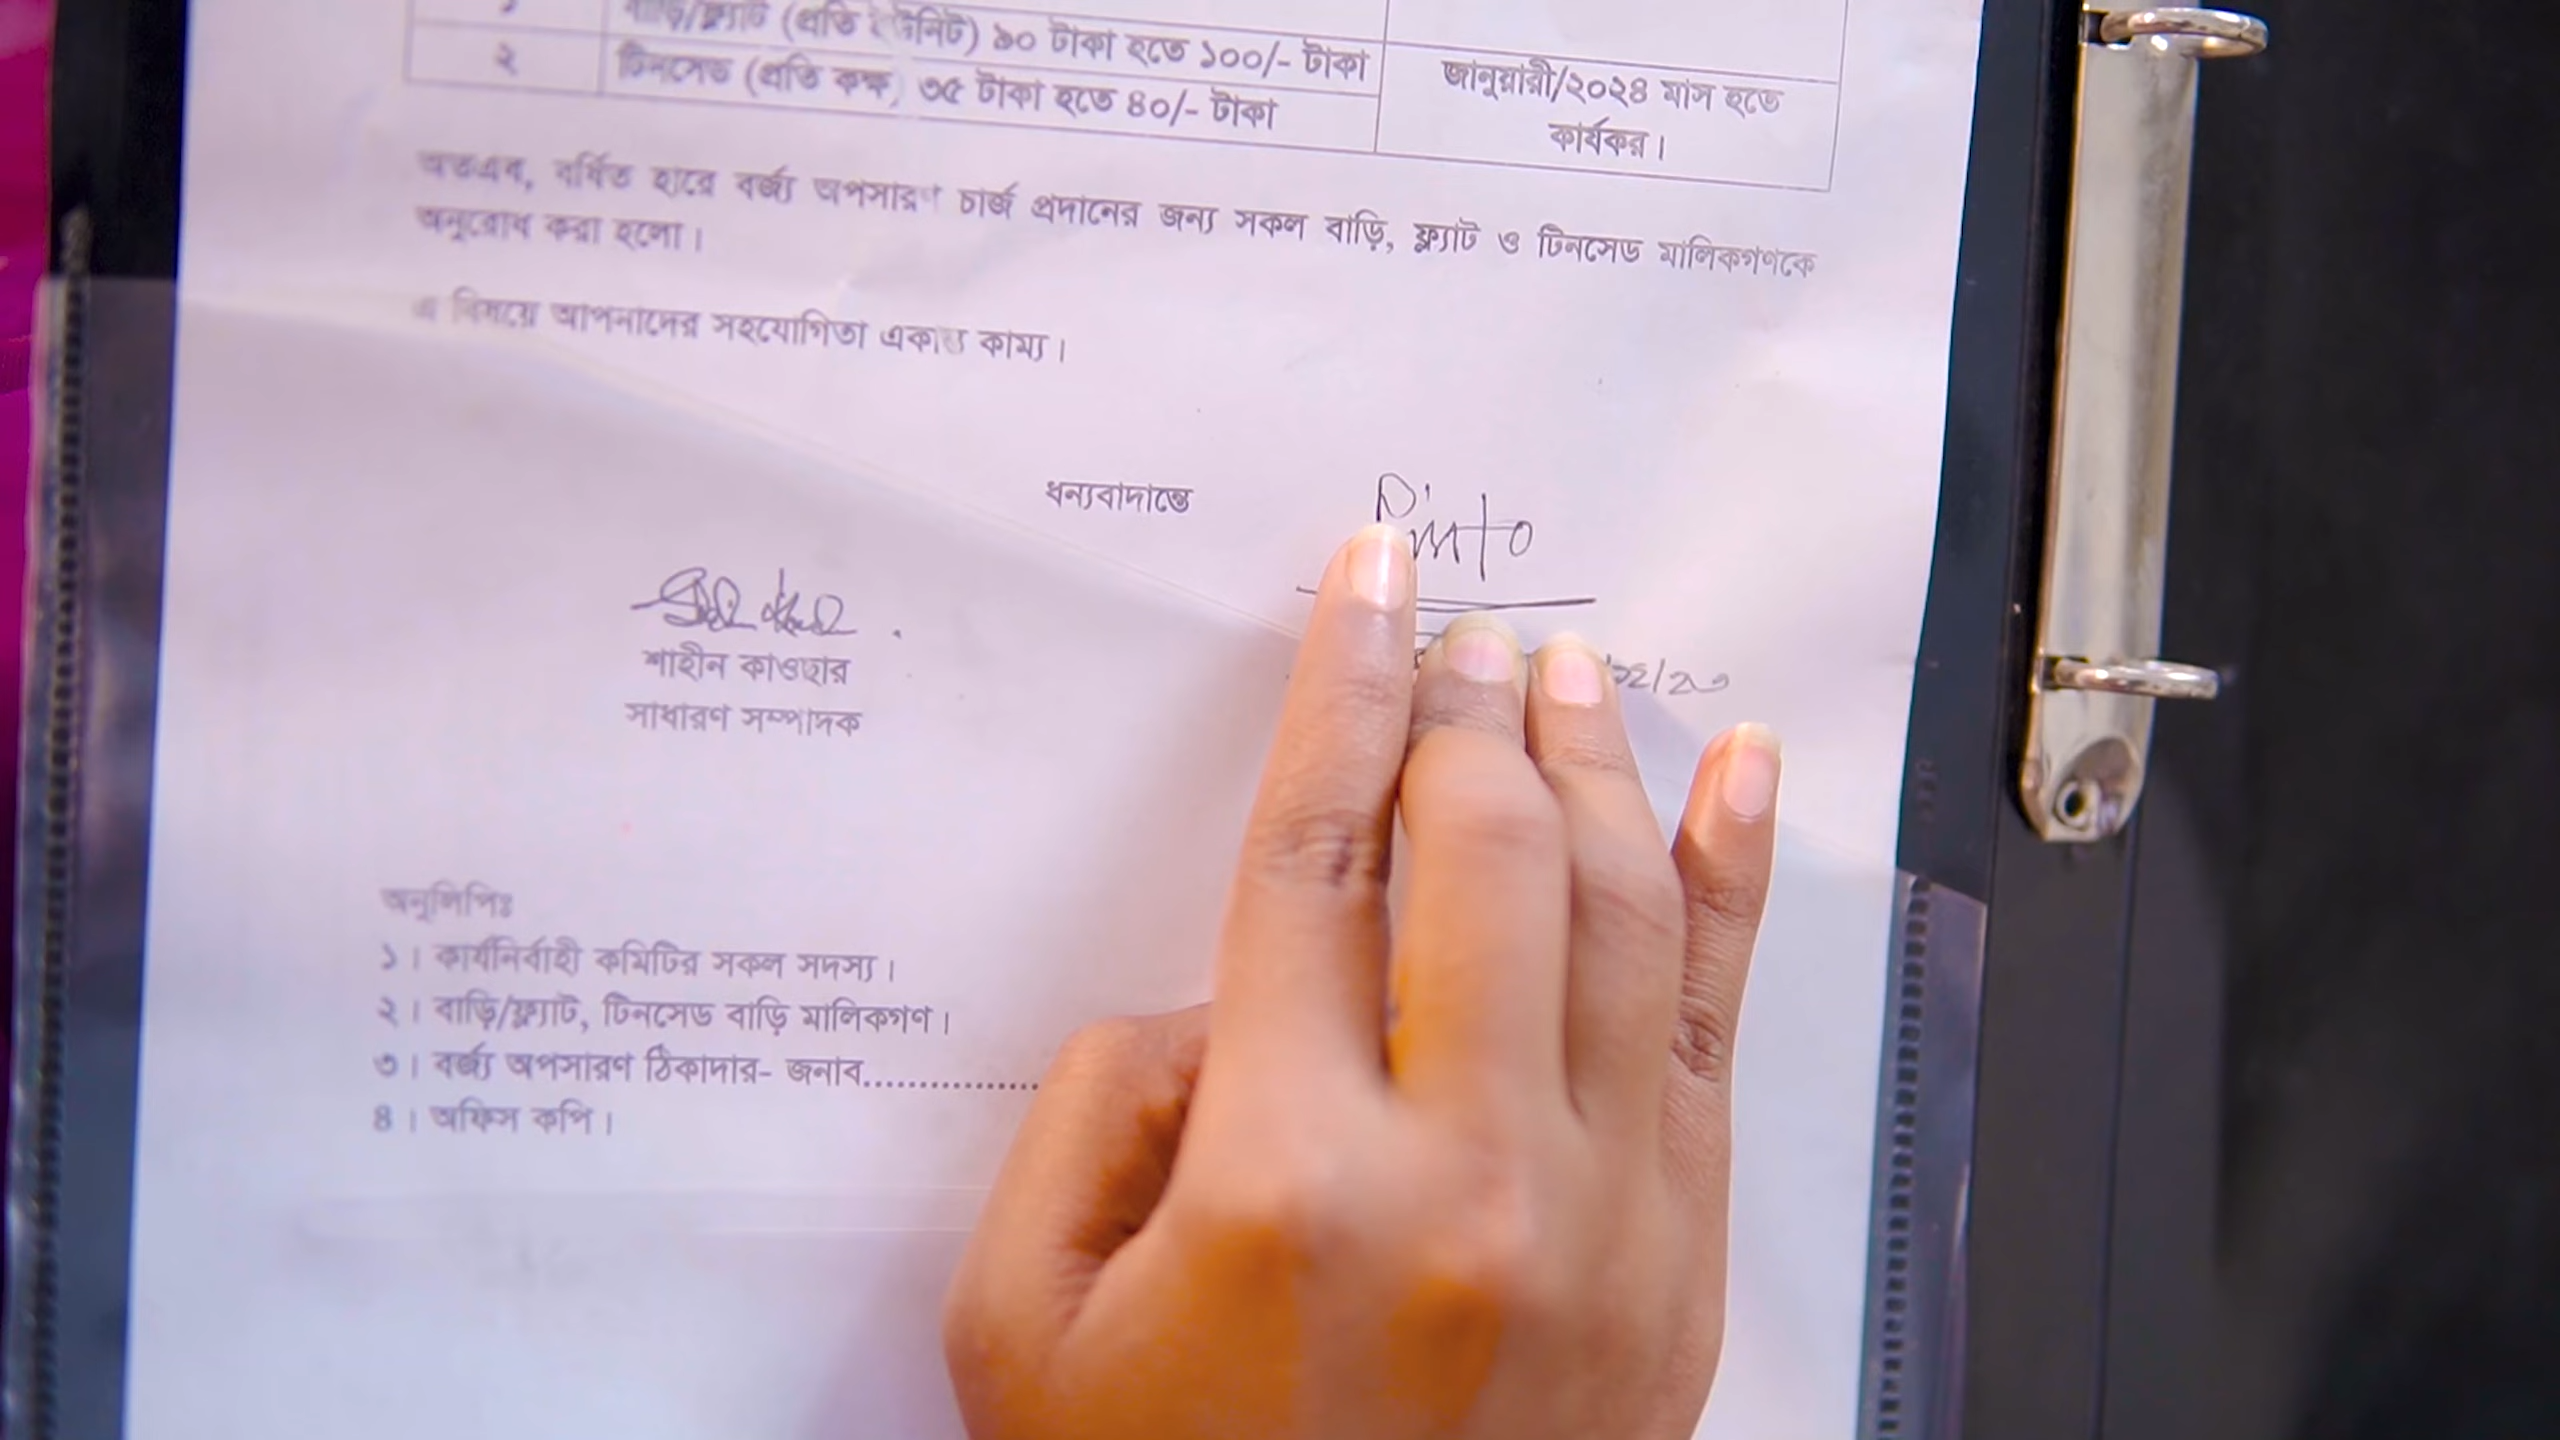 ১ বাড়ি/ফ্ল্যাট (প্রতি ইউনিট) ৯০ টাকা হতে ১০০/- টাকা
২ টিনসেড (প্রতি কক্ষ) ৩৫ টাকা হতে ৪০/- টাকা
জানুয়ারী/২০২৪ মাস হতে
কার্যকর।
অতএব, বর্ধিত হারে বর্জ্য অপসারণ চার্জ প্রদানের জন্য সকল বাড়ি, ফ্ল্যাট ও টিনসেড মালিকগণকে
অনুরোধ করা হলো।
এ বিষয়ে আপনাদের সহযোগিতা একান্ত কাম্য।
ধন্যবাদান্তে
শাহীন কাওছার
সাধারণ সম্পাদক
অনুলিপিঃ
১। কার্যনির্বাহী কমিটির সকল সদস্য।
২। বাড়ি/ফ্ল্যাট, টিনসেড বাড়ি মালিকগণ।
৩। বর্জ্য অপসারণ ঠিকাদার- জনাব................
৪। অফিস কপি।